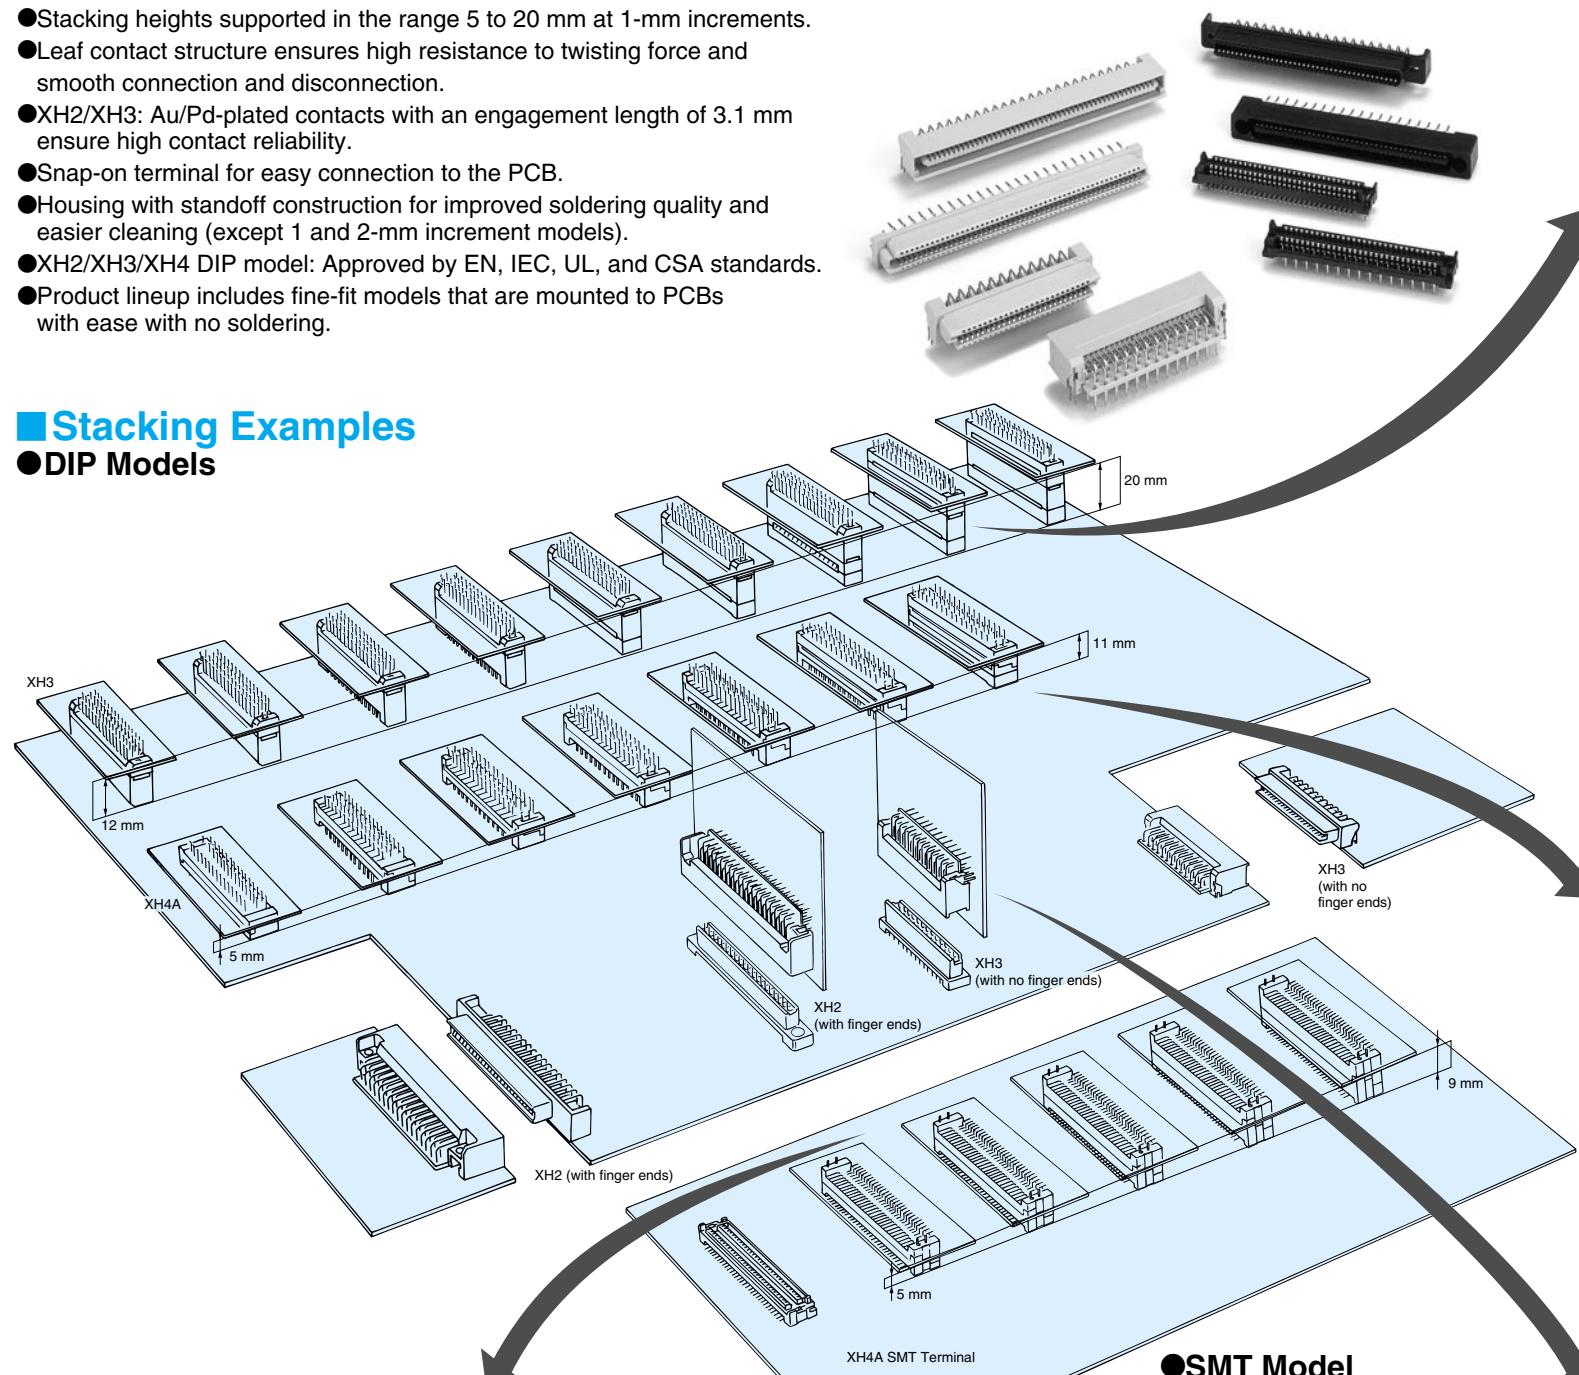 ●Stacking heights supported in the range 5 to 20 mm at 1-mm increments.
●Leaf contact structure ensures high resistance to twisting force and
smooth connection and disconnection.
●XH2/XH3: Au/Pd-plated contacts with an engagement length of 3.1 mm
ensure high contact reliability.
●Snap-on terminal for easy connection to the PCB.
●Housing with standoff construction for improved soldering quality and
easier cleaning (except 1 and 2-mm increment models).
●XH2/XH3/XH4 DIP model: Approved by EN, IEC, UL, and CSA standards.
●Product lineup includes fine-fit models that are mounted to PCBs
with ease with no soldering.
■Stacking Examples
●DIP Models
20 mm
11 mm
XH3
12 mm
XH4A
5 mm
XH3
(with no
finger ends)
XH3
(with no finger ends)
XH2
(with finger ends)
9 mm
XH2 (with finger ends)
5 mm
XH4A SMT Terminal
●SMT Model